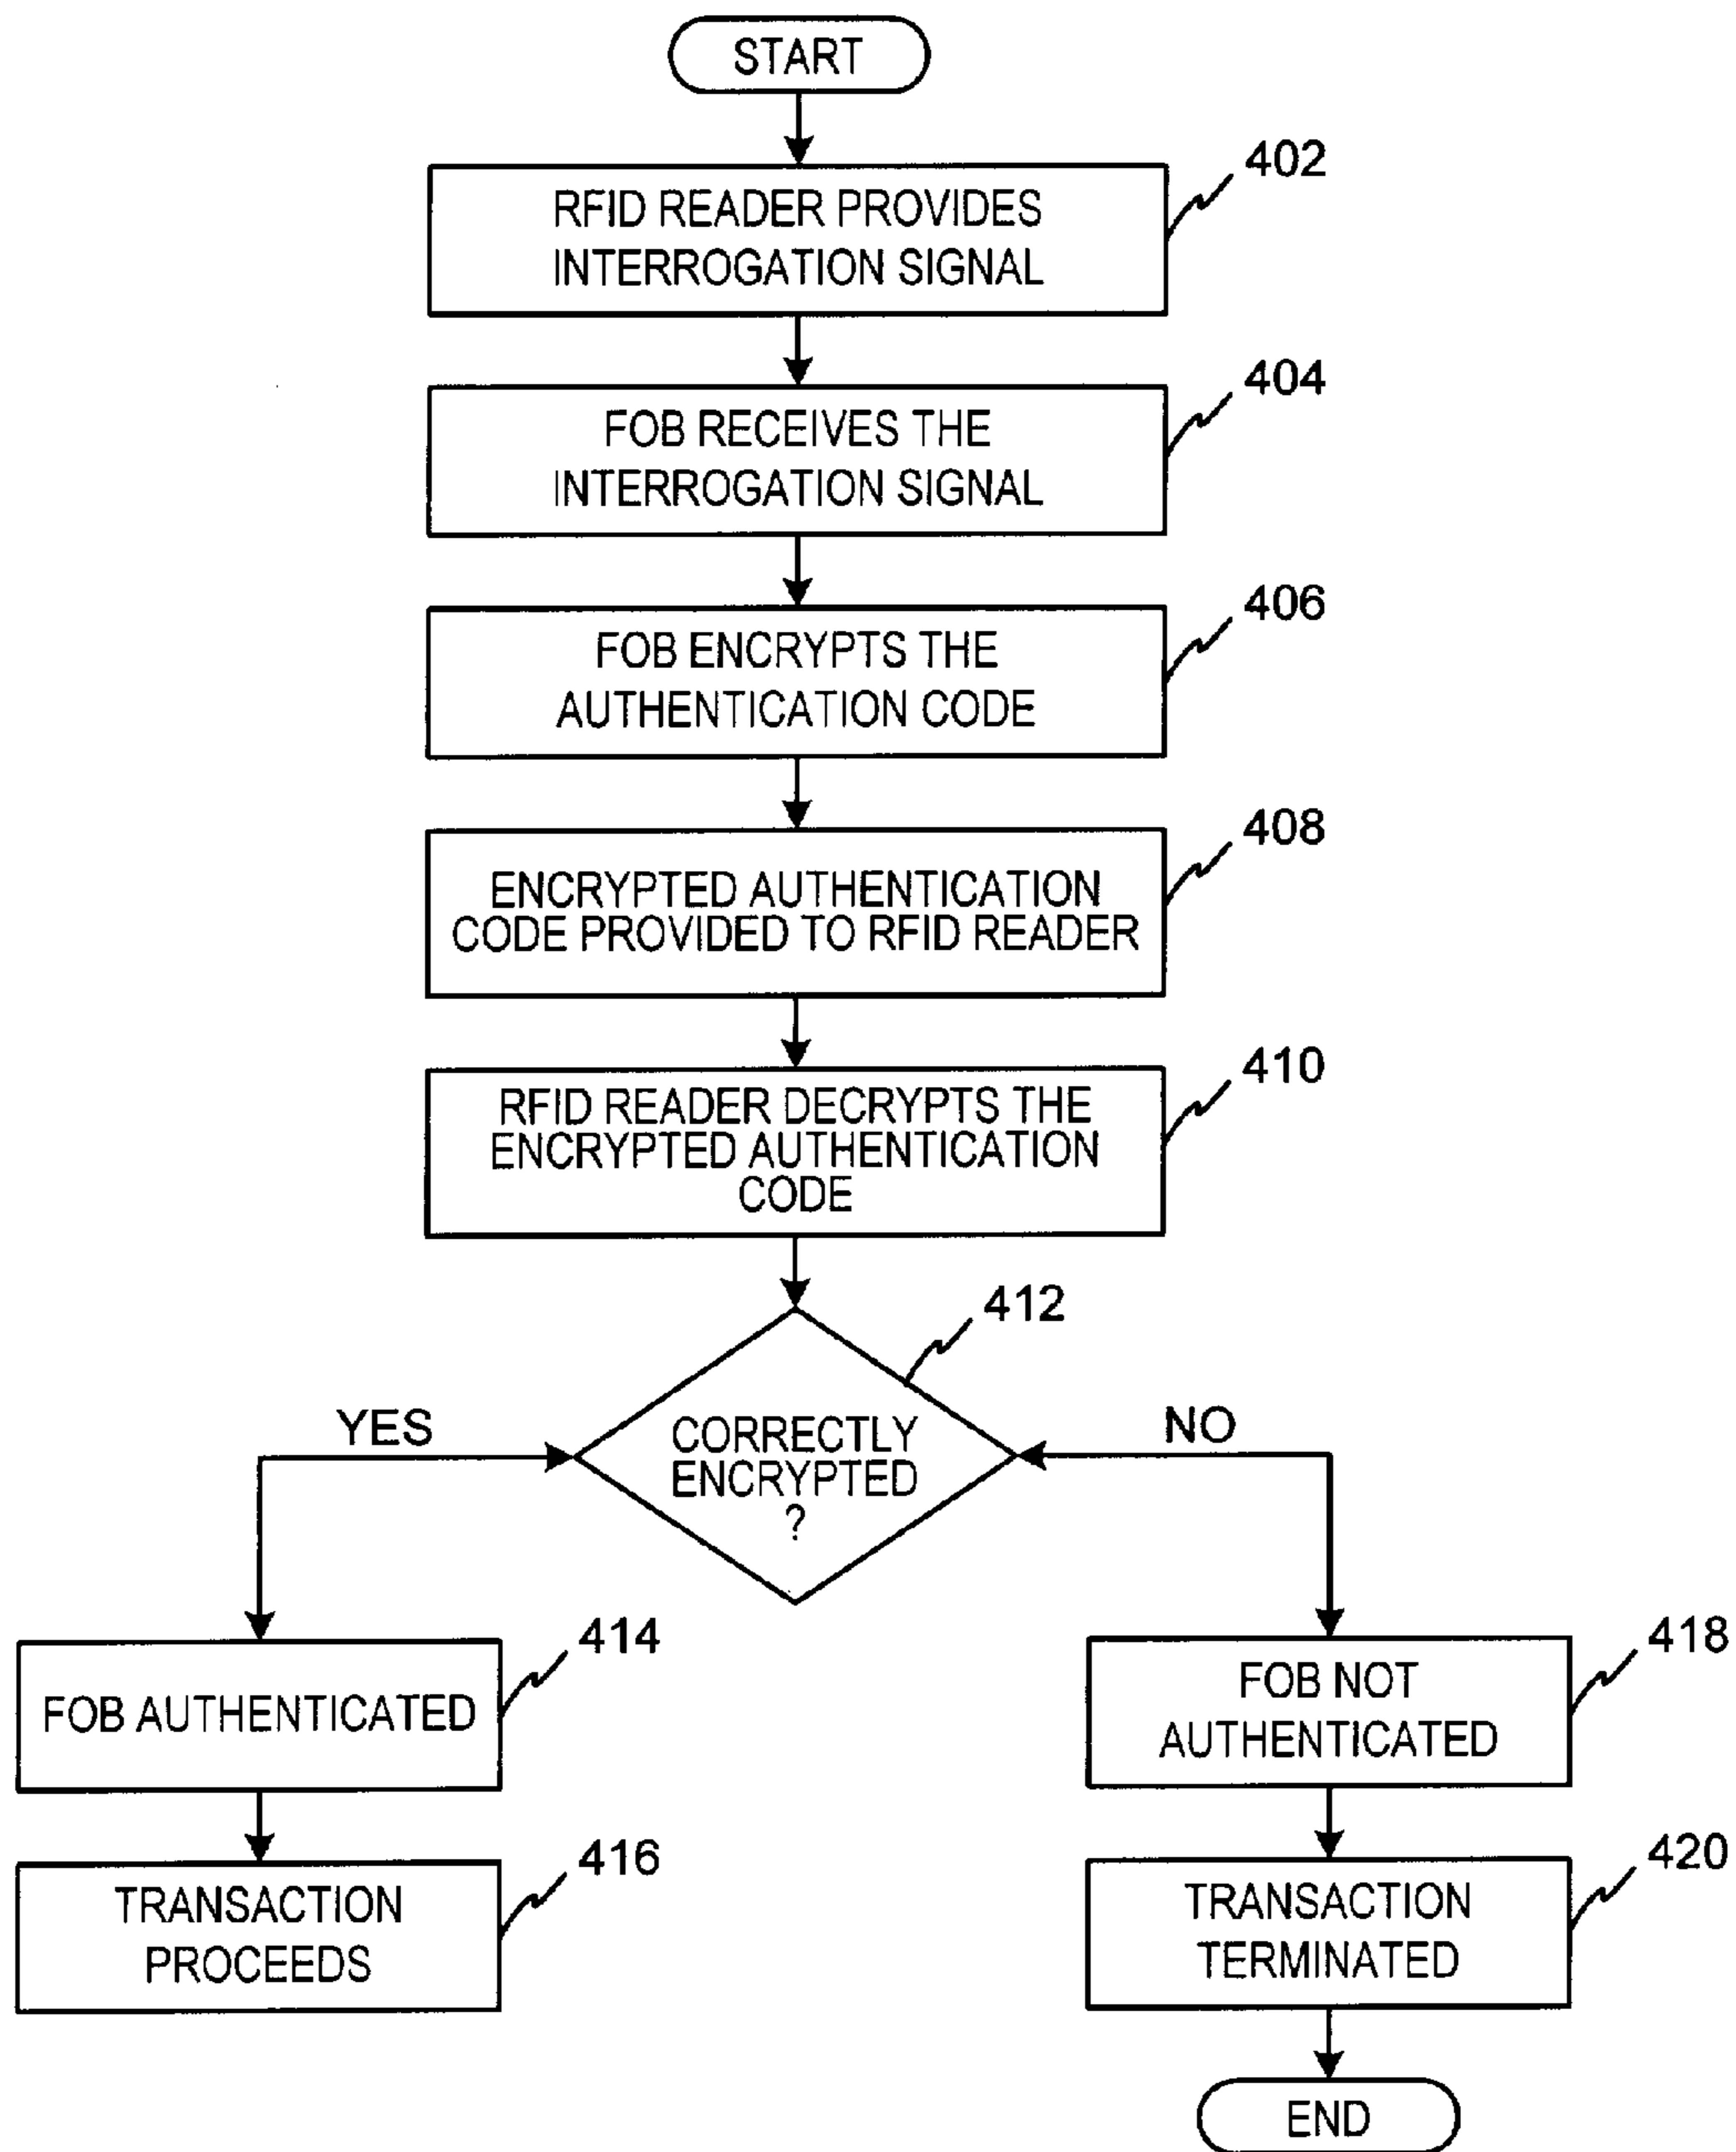 START
RFID READER PROVIDES
INTERROGATION SIGNAL
402
FOB RECEIVES THE
INTERROGATION SIGNAL
404
FOB ENCRYPTS THE
AUTHENTICATION CODE
406
ENCRYPTED AUTHENTICATION
CODE PROVIDED TO RFID READER
408
RFID READER DECRYPTS THE
ENCRYPTED AUTHENTICATION
CODE
410
412
CORRECTLY
ENCRYPTED
?
YES
NO
FOB AUTHENTICATED
414
TRANSACTION
PROCEEDS
416
FOB NOT
AUTHENTICATED
418
TRANSACTION
TERMINATED
420
END